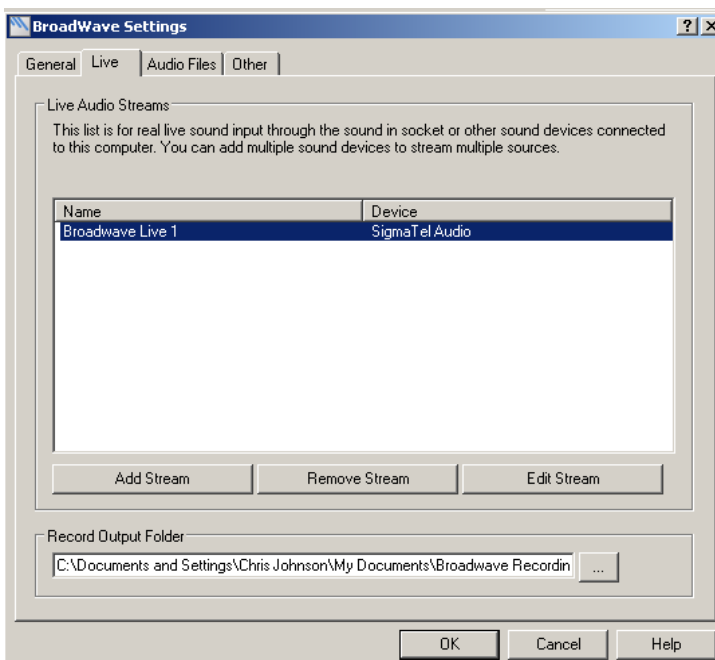 BroadWave Settings
?
General Live Audio Files Other
Live Audio Streams
This list is for real live sound input through the sound in socket or other sound devices connected
to this computer. You can add multiple sound devices to stream multiple sources.
Name Device
Broadwave Live 1 SigmaTel Audio
Add Stream Remove Stream Edit Stream
Record Output Folder
C:\Documents and Settings\Chris Johnson\My Documents\Broadwave Recordin ...
OK Cancel Help